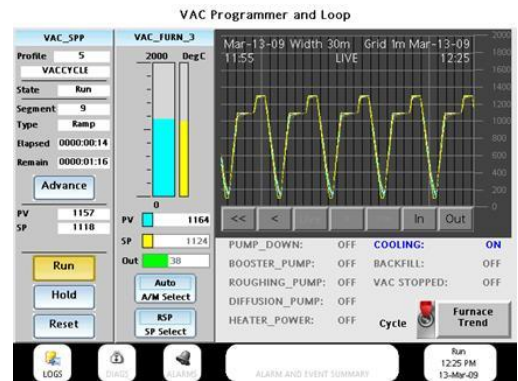 VAC Programmer and Loop
VAC_SPP
Profile 5
VACCYCLE
State Run
Segment 9
Type Ramp
Elapsed 0000:00:14
Remain 0000:01:16
Advance
PV 1157
SP 1118
Run
Hold
Reset
VAC_FURN_3
2000 DegC
0
PV 1164
SP 1124
Out 38
Auto
A/M Select
RSP
SP Select
Mar-13-09 Width 30m Grid 1m Mar-13-09
11:55 LIVE 12:25
2000
1800
1600
1400
1200
1000
800
600
400
200
0
<< < In Out
PUMP_DOWN: OFF COOLING: ON
BOOSTER_PUMP: OFF BACKFILL: OFF
ROUGHING_PUMP: OFF VAC STOPPED: OFF
DIFFUSION_PUMP: OFF
HEATER_POWER: OFF Cycle
Furnace
Trend
LOGS
DIAGS
ALARMS
ALARM AND EVENT SUMMARY
Run
12:25 PM
13-Mar-09